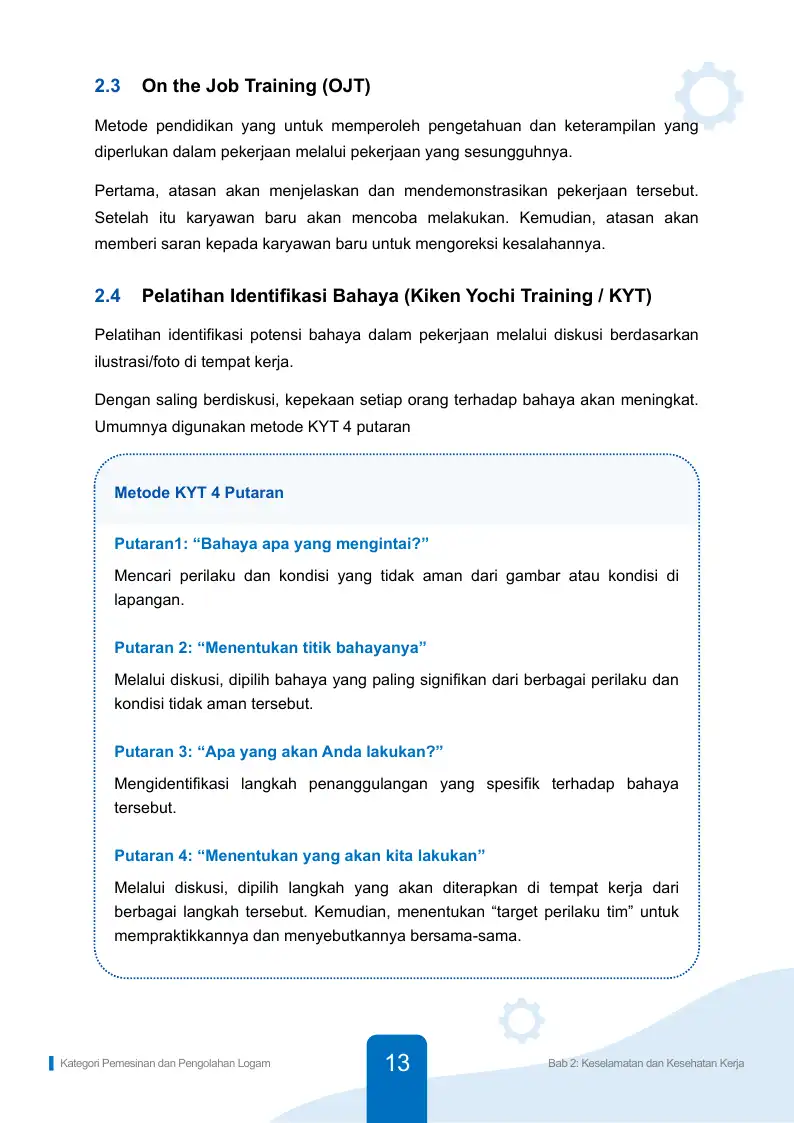 2.3 On the Job Training (OJT)
Metode pendidikan yang untuk memperoleh pengetahuan dan keterampilan yang
diperlukan dalam pekerjaan melalui pekerjaan yang sesungguhnya.
Pertama, atasan akan menjelaskan dan mendemonstrasikan pekerjaan tersebut.
Setelah itu karyawan baru akan mencoba melakukan. Kemudian, atasan akan
memberi saran kepada karyawan baru untuk mengoreksi kesalahannya.
2.4 Pelatihan Identifikasi Bahaya (Kiken Yochi Training / KYT)
Pelatihan identifikasi potensi bahaya dalam pekerjaan melalui diskusi berdasarkan
ilustrasi/foto di tempat kerja.
Dengan saling berdiskusi, kepekaan setiap orang terhadap bahaya akan meningkat.
Umumnya digunakan metode KYT 4 putaran
Metode KYT 4 Putaran
Putaran1: “Bahaya apa yang mengintai?”
Mencari perilaku dan kondisi yang tidak aman dari gambar atau kondisi di
lapangan.
Putaran 2: “Menentukan titik bahayanya”
Melalui diskusi, dipilih bahaya yang paling signifikan dari berbagai perilaku dan
kondisi tidak aman tersebut.
Putaran 3: “Apa yang akan Anda lakukan?”
Mengidentifikasi langkah penanggulangan yang spesifik terhadap bahaya
tersebut.
Putaran 4: “Menentukan yang akan kita lakukan”
Melalui diskusi, dipilih langkah yang akan diterapkan di tempat kerja dari
berbagai langkah tersebut. Kemudian, menentukan “target perilaku tim” untuk
mempraktikkannya dan menyebutkannya bersama-sama.
Kategori Pemesinan dan Pengolahan Logam
13
Bab 2: Keselamatan dan Kesehatan Kerja